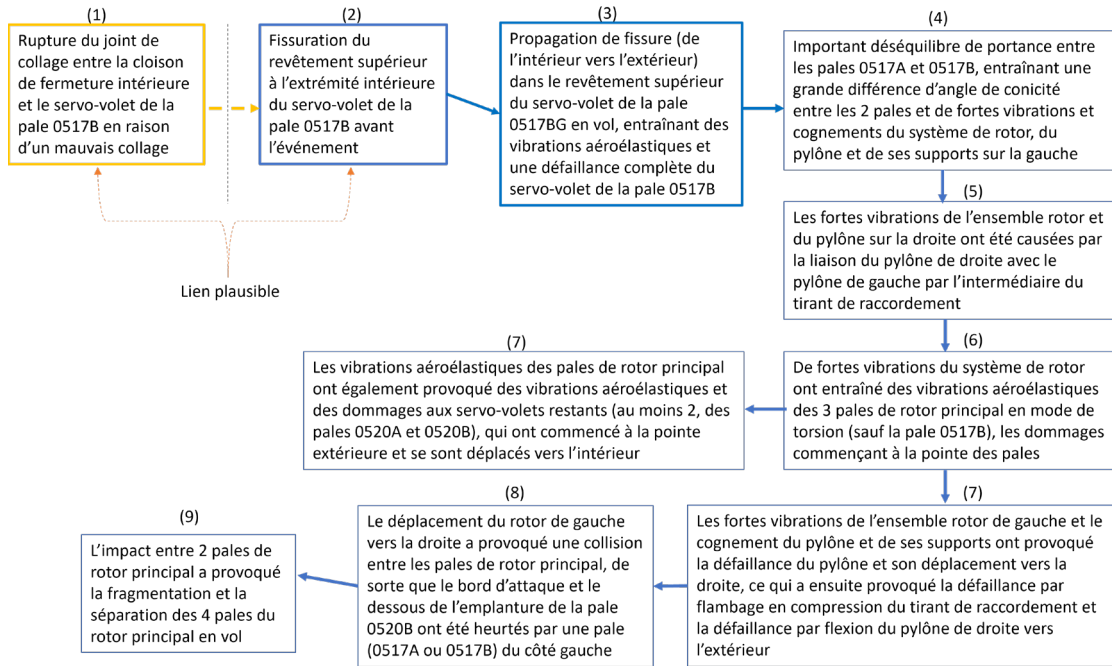 (1)
Rupture du joint de
collage entre la cloison
de fermeture intérieure
et le servo-volet de la
pale 0517B en raison
d’un mauvais collage
(2)
Fissuration du
revêtement supérieur
à l’extrémité intérieure
du servo-volet de la
pale 0517B avant
l’événement
(3)
Propagation de fissure (de
l’intérieur vers l’extérieur)
dans le revêtement supérieur
du servo-volet de la pale
0517BG en vol, entraînant des
vibrations aéroélastiques et
une défaillance complète du
servo-volet de la pale 0517B
(4)
Important déséquilibre de portance entre
les pales 0517A et 0517B, entraînant une
grande différence d’angle de conicité
entre les 2 pales et de fortes vibrations et
cognements du système de rotor, du
pylône et de ses supports sur la gauche
Lien plausible
(5)
Les fortes vibrations de l’ensemble rotor et
du pylône sur la droite ont été causées par
la liaison du pylône de droite avec le
pylône de gauche par l’intermédiaire du
tirant de raccordement
(6)
De fortes vibrations du système de rotor
ont entraîné des vibrations aéroélastiques
des 3 pales de rotor principal en mode de
torsion (sauf la pale 0517B), les dommages
commençant à la pointe des pales
(7)
Les vibrations aéroélastiques des pales de rotor principal
ont également provoqué des vibrations aéroélastiques et
des dommages aux servo-volets restants (au moins 2, des
pales 0520A et 0520B), qui ont commencé à la pointe
extérieure et se sont déplacés vers l’intérieur
(7)
Les fortes vibrations de l’ensemble rotor de gauche et le
cognement du pylône et de ses supports ont provoqué
la défaillance du pylône et son déplacement vers la
droite, ce qui a ensuite provoqué la défaillance par
flambage en compression du tirant de raccordement et
la défaillance par flexion du pylône de droite vers
l’extérieur
(8)
Le déplacement du rotor de gauche
vers la droite a provoqué une collision
entre les pales de rotor principal, de
sorte que le bord d’attaque et le
dessous de l’emplanture de la pale
0520B ont été heurtés par une pale
(0517A ou 0517B) du côté gauche
(9)
L’impact entre 2 pales de
rotor principal a provoqué
la fragmentation et la
séparation des 4 pales du
rotor principal en vol